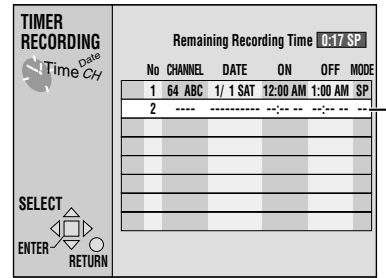 TIMER
RECORDING
Time Date CH
Remaining Recording Time 0:17 SP
No CHANNEL DATE ON OFF MODE
1 64 ABC 1/ 1 SAT 12:00 AM 1:00 AM SP
2 ---- ---------- --:-- -- --:-- -- --
SELECT
ENTER
RETURN